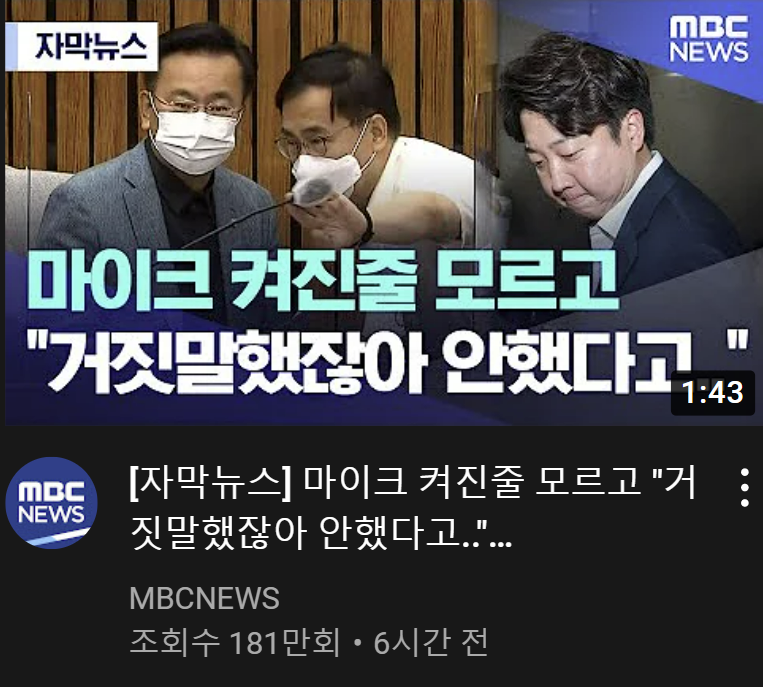 자막뉴스
MBC
NEWS
마이크 켜진줄 모르고
"거짓말했잖아 안했다고.."
1:43
MBC
NEWS
[자막뉴스] 마이크 켜진줄 모르고 "거
짓말했잖아 안했다고.."...
MBCNEWS
조회수 181만회 • 6시간 전